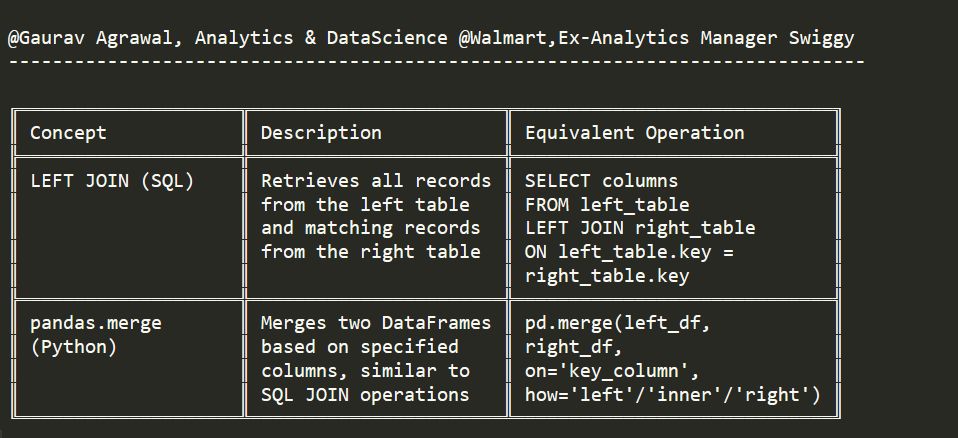 @Gaurav Agrawal, Analytics & DataScience @Walmart,Ex-Analytics Manager Swiggy
------------------------------------------------------------------------------
Concept Description Equivalent Operation
LEFT JOIN (SQL) Retrieves all records SELECT columns
from the left table FROM left_table
and matching records LEFT JOIN right_table
from the right table ON left_table.key =
right_table.key
pandas.merge Merges two DataFrames pd.merge(left_df,
(Python) based on specified right_df,
columns, similar to on='key_column',
SQL JOIN operations how='left'/'inner'/'right')